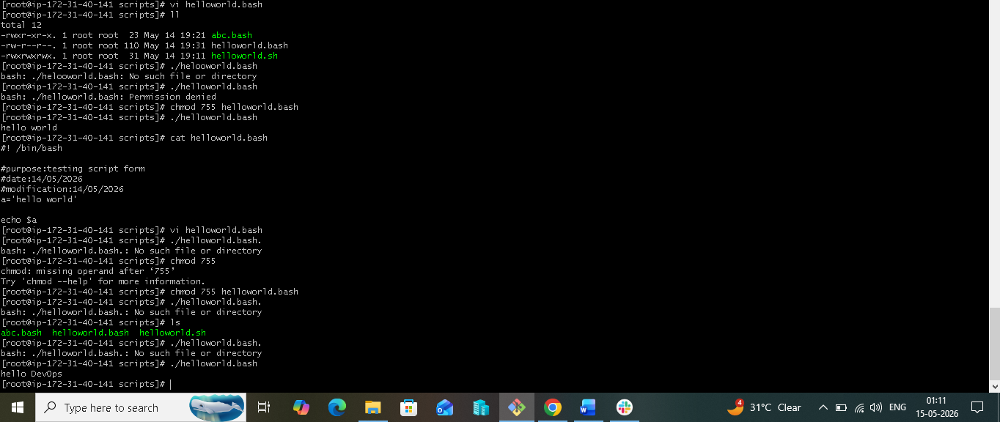 [root@ip-172-31-40-141 scripts]# vi helloworld.bash
[root@ip-172-31-40-141 scripts]# ll
total 12
-rwxr-xr-x. 1 root root  23 May 14 19:21 abc.bash
-rw-r--r--. 1 root root 110 May 14 19:31 helloworld.bash
-rwxrwxrwx. 1 root root  31 May 14 19:11 helloworld.sh
[root@ip-172-31-40-141 scripts]# ./helooworld.bash
bash: ./helooworld.bash: No such file or directory
[root@ip-172-31-40-141 scripts]# ./helloworld.bash
bash: ./helloworld.bash: Permission denied
[root@ip-172-31-40-141 scripts]# chmod 755 helloworld.bash
[root@ip-172-31-40-141 scripts]# ./helloworld.bash
hello world
[root@ip-172-31-40-141 scripts]# cat helloworld.bash
#! /bin/bash

#purpose:testing script form
#date:14/05/2026
#modification:14/05/2026
a='hello world'

echo $a
[root@ip-172-31-40-141 scripts]# vi helloworld.bash
[root@ip-172-31-40-141 scripts]# ./helloworld.bash.
bash: ./helloworld.bash.: No such file or directory
[root@ip-172-31-40-141 scripts]# chmod 755
chmod: missing operand after ‘755’
Try 'chmod --help' for more information.
[root@ip-172-31-40-141 scripts]# chmod 755 helloworld.bash
[root@ip-172-31-40-141 scripts]# ./helloworld.bash.
bash: ./helloworld.bash.: No such file or directory
[root@ip-172-31-40-141 scripts]# ls
abc.bash  helloworld.bash  helloworld.sh
[root@ip-172-31-40-141 scripts]# ./helloworld.bash.
bash: ./helloworld.bash.: No such file or directory
[root@ip-172-31-40-141 scripts]# ./helloworld.bash
hello DevOps
[root@ip-172-31-40-141 scripts]#
Type here to search
4
31°C Clear
ENG
01:11
15-05-2026